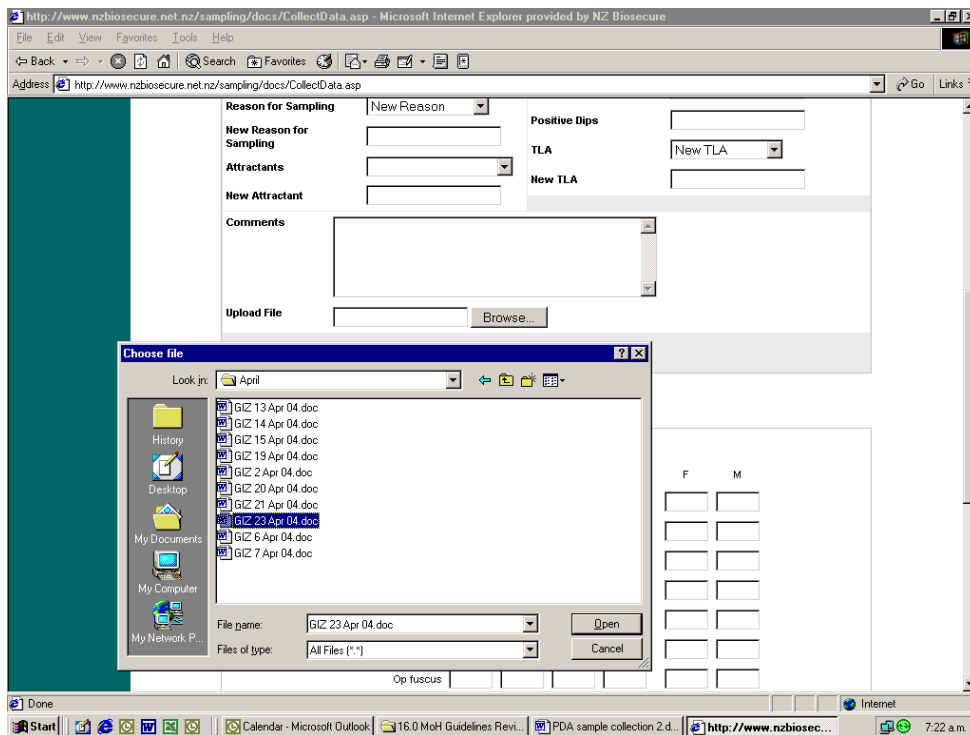 http://www.nzbiosecure.net.nz/sampling/docs/CollectData.asp - Microsoft Internet Explorer provided by NZ Biosecure
File Edit View Favorites Tools Help
Back Search Favorites
Address http://www.nzbiosecure.net.nz/sampling/docs/CollectData.asp Go Links
Reason for Sampling New Reason
Positive Dips
New Reason for
Sampling
TLA New TLA
Attractants
New TLA
New Attractant
Comments
Upload File Browse...
Choose file
Look in: April
GIZ 13 Apr 04.doc
GIZ 14 Apr 04.doc
GIZ 15 Apr 04.doc
GIZ 19 Apr 04.doc
GIZ 2 Apr 04.doc
GIZ 20 Apr 04.doc
GIZ 21 Apr 04.doc
GIZ 23 Apr 04.doc
GIZ 6 Apr 04.doc
GIZ 7 Apr 04.doc
History
Desktop
My Documents
My Computer
My Network P...
File name: GIZ 23 Apr 04.doc Open
Files of type: All Files (*.*) Cancel
F M
Op fuscus
Done Internet
Start Calendar - Microsoft Outlook 16.0 MoH Guidelines Revi... PDA sample collection 2.d... http://www.nzbiosec... 7:22 a.m.